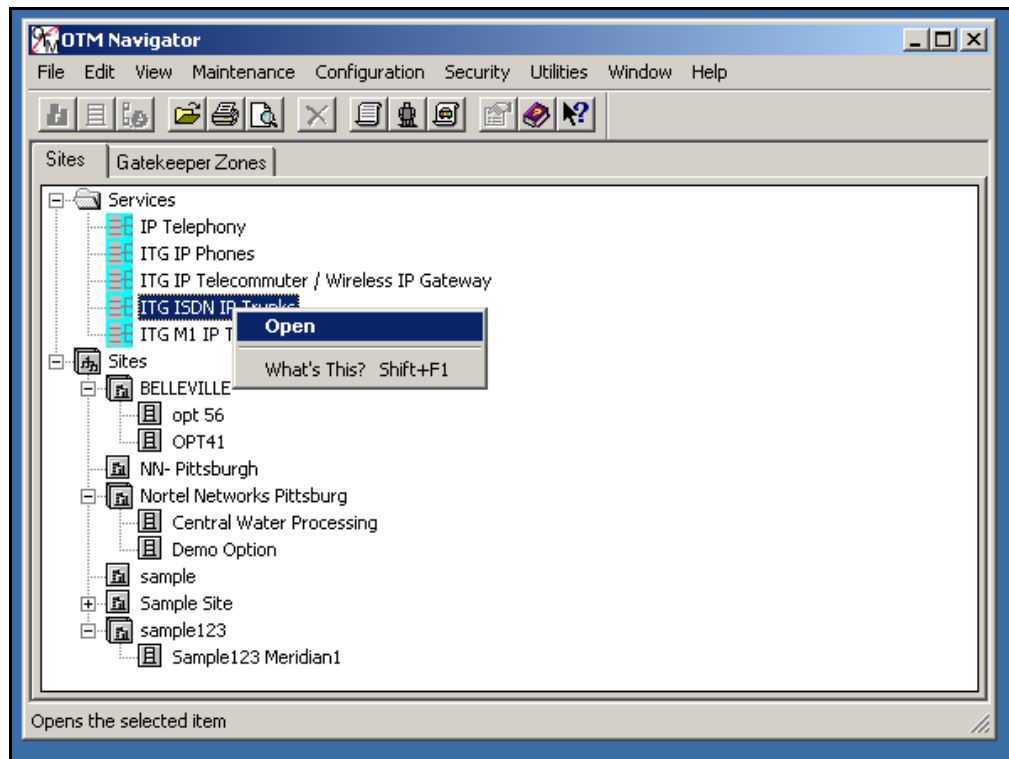 OTM Navigator
File Edit View Maintenance Configuration Security Utilities Window Help
Sites Gatekeeper Zones
Services
IP Telephony
ITG IP Phones
ITG IP Telecommuter / Wireless IP Gateway
ITG ISDN IP Trunks
Open
ITG M1 IP T
What's This? Shift+F1
Sites
BELLEVILLE
opt 56
OPT41
NN- Pittsburgh
Nortel Networks Pittsburg
Central Water Processing
Demo Option
sample
Sample Site
sample123
Sample123 Meridian1
Opens the selected item